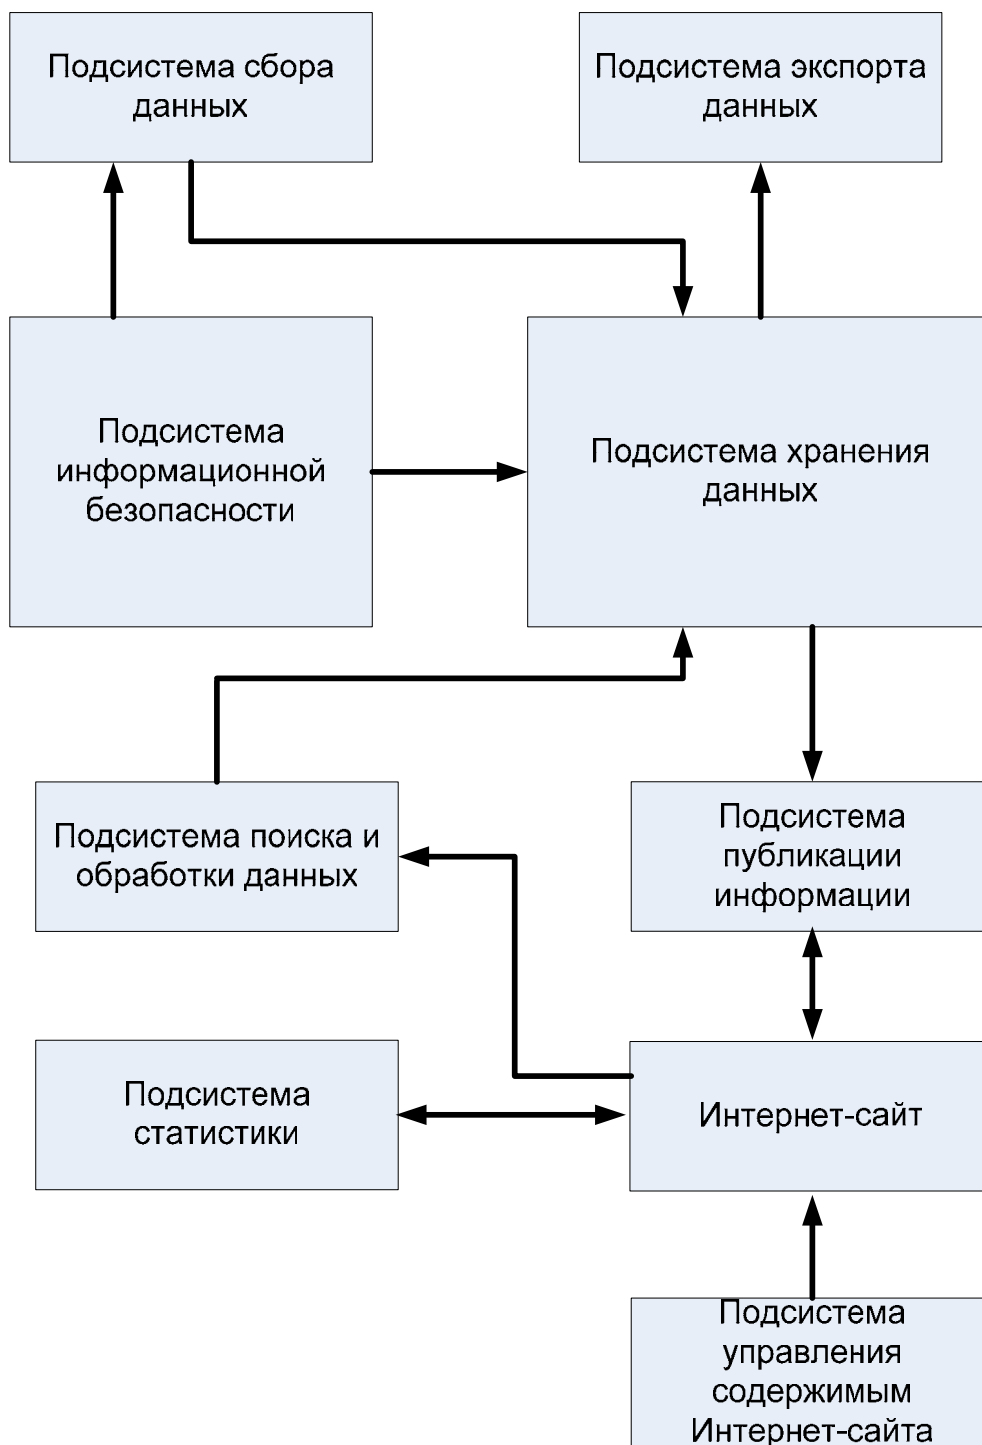 Подсистема сбора
данных
Подсистема экспорта
данных
Подсистема
информационной
безопасности
Подсистема хранения
данных
Подсистема поиска и
обработки данных
Подсистема
публикации
информации
Подсистема
статистики
Интернет-сайт
Подсистема
управления
содержимым
Интернет-сайта